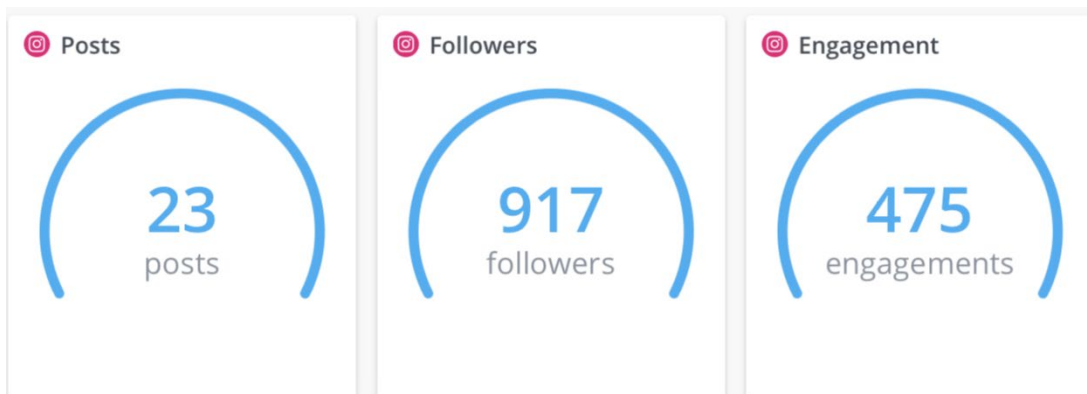 Posts
23
posts
Followers
917
followers
Engagement
475
engagements